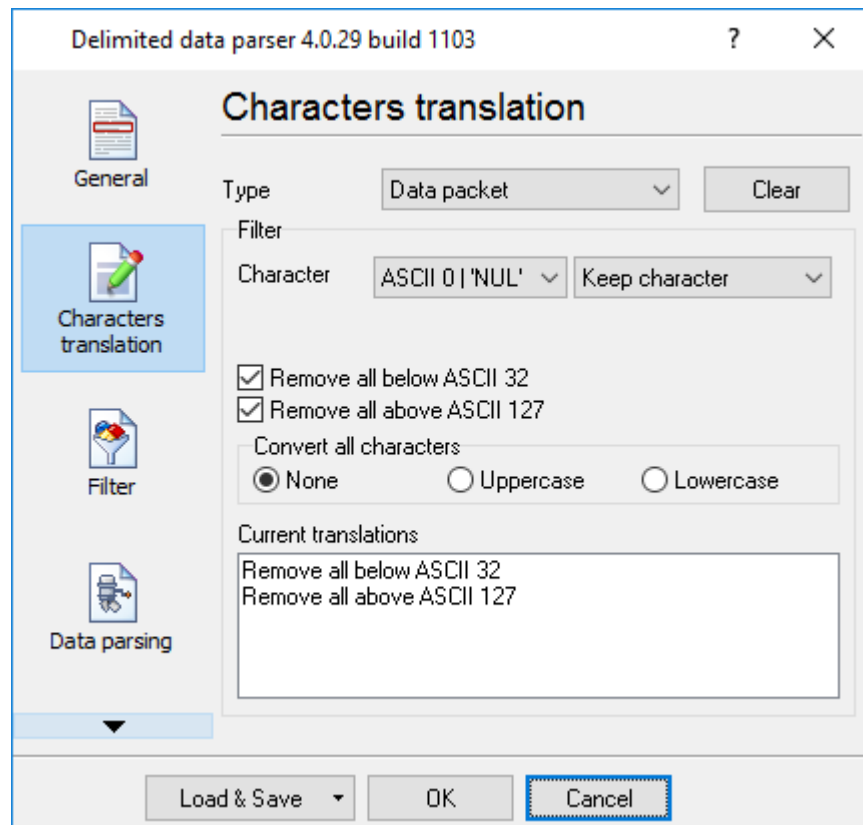 Delimited data parser 4.0.29 build 1103 ?
General
Characters translation
Filter
Data parsing
Characters translation
Type Data packet Clear
Filter
Character ASCII 0 | 'NUL' Keep character
Remove all below ASCII 32
Remove all above ASCII 127
Convert all characters
None Uppercase Lowercase
Current translations
Remove all below ASCII 32
Remove all above ASCII 127
Load & Save OK Cancel